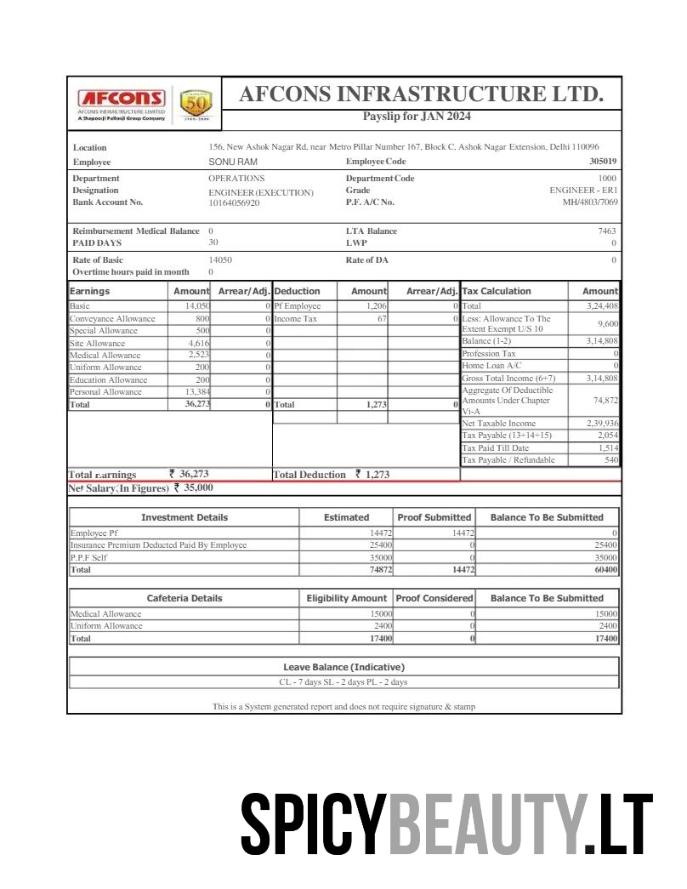 AFCONS
AFCONS INFRASTRUCTURE LIMITED
A Shapoorji Pallonji Group Company
50
AFCONS INFRASTRUCTURE LTD.
Payslip for JAN 2024
Location 156, New Ashok Nagar Rd, near Metro Pillar Number 167, Block C, Ashok Nagar Extension, Delhi 110096
Employee SONU RAM Employee Code 305019
Department OPERATIONS Department Code 1000
Designation ENGINEER (EXECUTION) Grade ENGINEER - ER1
Bank Account No. 10164056920 P.F. A/C No. MH/4803/7069
Reimbursement Medical Balance 0 LTA Balance 7463
PAID DAYS 30 LWP 0
Rate of Basic 14050 Rate of DA 0
Overtime hours paid in month 0
Earnings Amount Arrear/Adj. Deduction Amount Arrear/Adj. Tax Calculation Amount
Basic 14,050 0 Pf Employee 1,206 0 Total 3,24,408
Conveyance Allowance 800 0 Income Tax 67 0 Less: Allowance To The Extent Exempt U/S 10 9,600
Special Allowance 500 0
Site Allowance 4,616 0 Balance (1-2) 3,14,808
Medical Allowance 2,523 0 Profession Tax 0
Uniform Allowance 200 0 Home Loan A/C 0
Education Allowance 200 0 Gross Total Income (6+7) 3,14,808
Personal Allowance 13,384 0 Aggregate Of Deductible Amounts Under Chapter Vi-A 74,872
Total 36,273 0 Total 1,273 0
Net Taxable Income 2,39,936
Tax Payable (13+14+15) 2,054
Tax Paid Till Date 1,514
Tax Payable / Refundable 540
Total Earnings ₹ 36,273 Total Deduction ₹ 1,273
Net Salary(In Figures) ₹ 35,000
Investment Details Estimated Proof Submitted Balance To Be Submitted
Employee Pf 14472 14472 0
Insurance Premium Deducted Paid By Employee 25400 0 25400
P.P.F Self 35000 0 35000
Total 74872 14472 60400
Cafeteria Details Eligibility Amount Proof Considered Balance To Be Submitted
Medical Allowance 15000 0 15000
Uniform Allowance 2400 0 2400
Total 17400 0 17400
Leave Balance (Indicative)
CL - 7 days SL - 2 days PL - 2 days
This is a System generated report and does not require signature & stamp
SPICYBEAUTY.LT